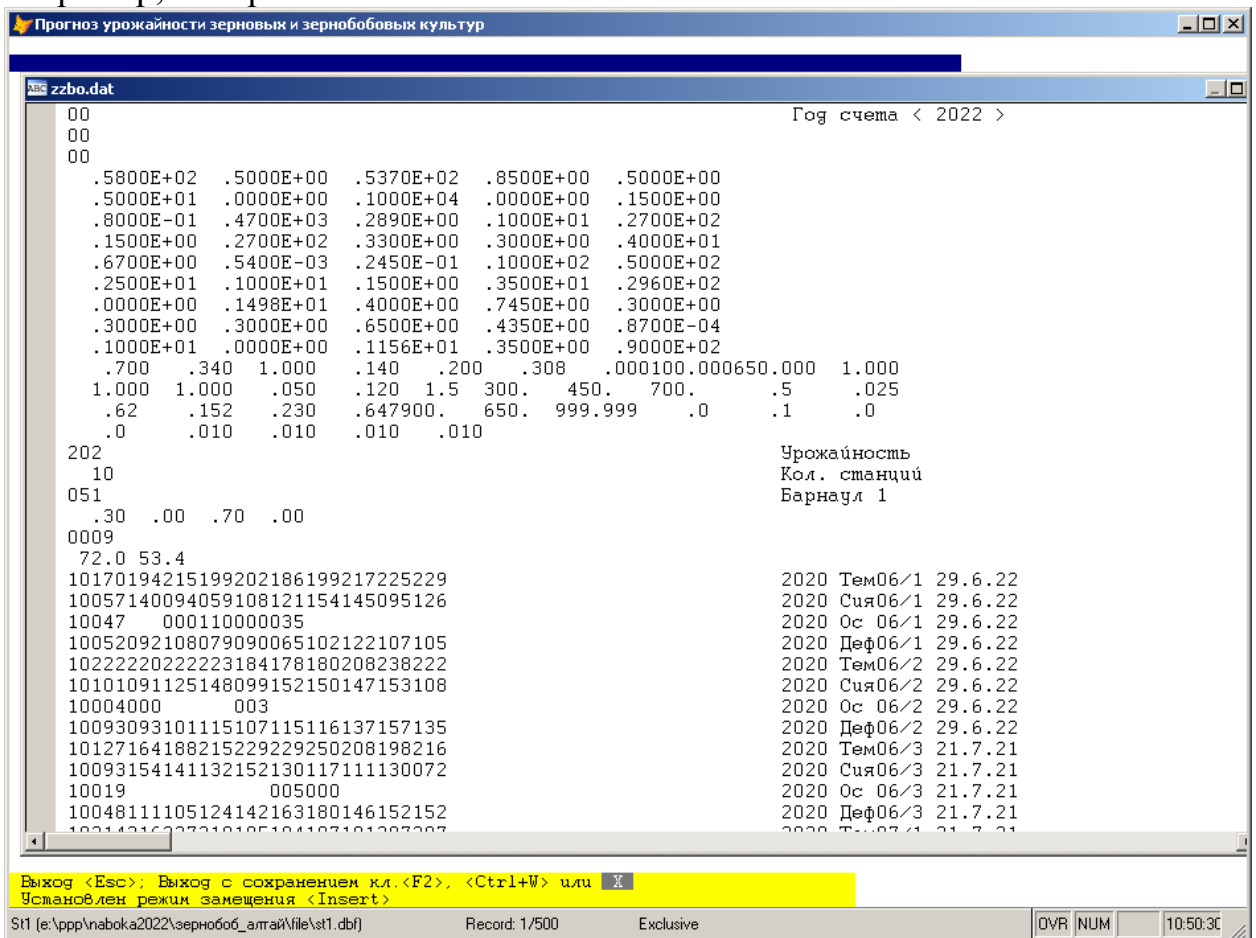 Прогноз урожайности зерновых и зернобобовых культур
zzbo.dat
00 Год счета < 2022 >
00
00
.5800E+02 .5000E+00 .5370E+02 .8500E+00 .5000E+00
.5000E+01 .0000E+00 .1000E+04 .0000E+00 .1500E+00
.8000E-01 .4700E+03 .2890E+00 .1000E+01 .2700E+02
.1500E+00 .2700E+02 .3300E+00 .3000E+00 .4000E+01
.6700E+00 .5400E-03 .2450E-01 .1000E+02 .5000E+02
.2500E+01 .1000E+01 .1500E+00 .3500E+01 .2960E+02
.0000E+00 .1498E+01 .4000E+00 .7450E+00 .3000E+00
.3000E+00 .3000E+00 .6500E+00 .4350E+00 .8700E-04
.1000E+01 .0000E+00 .1156E+01 .3500E+00 .9000E+02
.700 .340 1.000 .140 .200 .308 .000100.000650.000 1.000
1.000 1.000 .050 .120 1.5 300. 450. 700. .5 .025
.62 .152 .230 .647900. 650. 999.999 .0 .1 .0
.0 .010 .010 .010 .010
202 Урожайность
10 Кол. станций
051 Барнаул 1
.30 .00 .70 .00
0009
72.0 53.4
10170194215199202186199217225229 2020 Тем06/1 29.6.22
10057140094059108121154145095126 2020 Сия06/1 29.6.22
10047 000110000035 2020 Ос 06/1 29.6.22
10052092108079090065102122107105 2020 Деф06/1 29.6.22
10222220222223184178180208238222 2020 Тем06/2 29.6.22
10101091125148099152150147153108 2020 Сия06/2 29.6.22
10004000 003 2020 Ос 06/2 29.6.22
10093093101115107115116137157135 2020 Деф06/2 29.6.22
10127164188215229229250208198216 2020 Тем06/3 21.7.21
10093154141132152130117111130072 2020 Сия06/3 21.7.21
10019 005000 2020 Ос 06/3 21.7.21
10048111105124142163180146152152 2020 Деф06/3 21.7.21
Выход <Esc>; Выход с сохранением кл.<F2>, <Ctrl+W> или X
Установлен режим замещения <Insert>
St1 (e:\ppp\naboka2022\зернобоб_алтай\file\st1.dbf) Record: 1/500 Exclusive OVR NUM 10:50:30